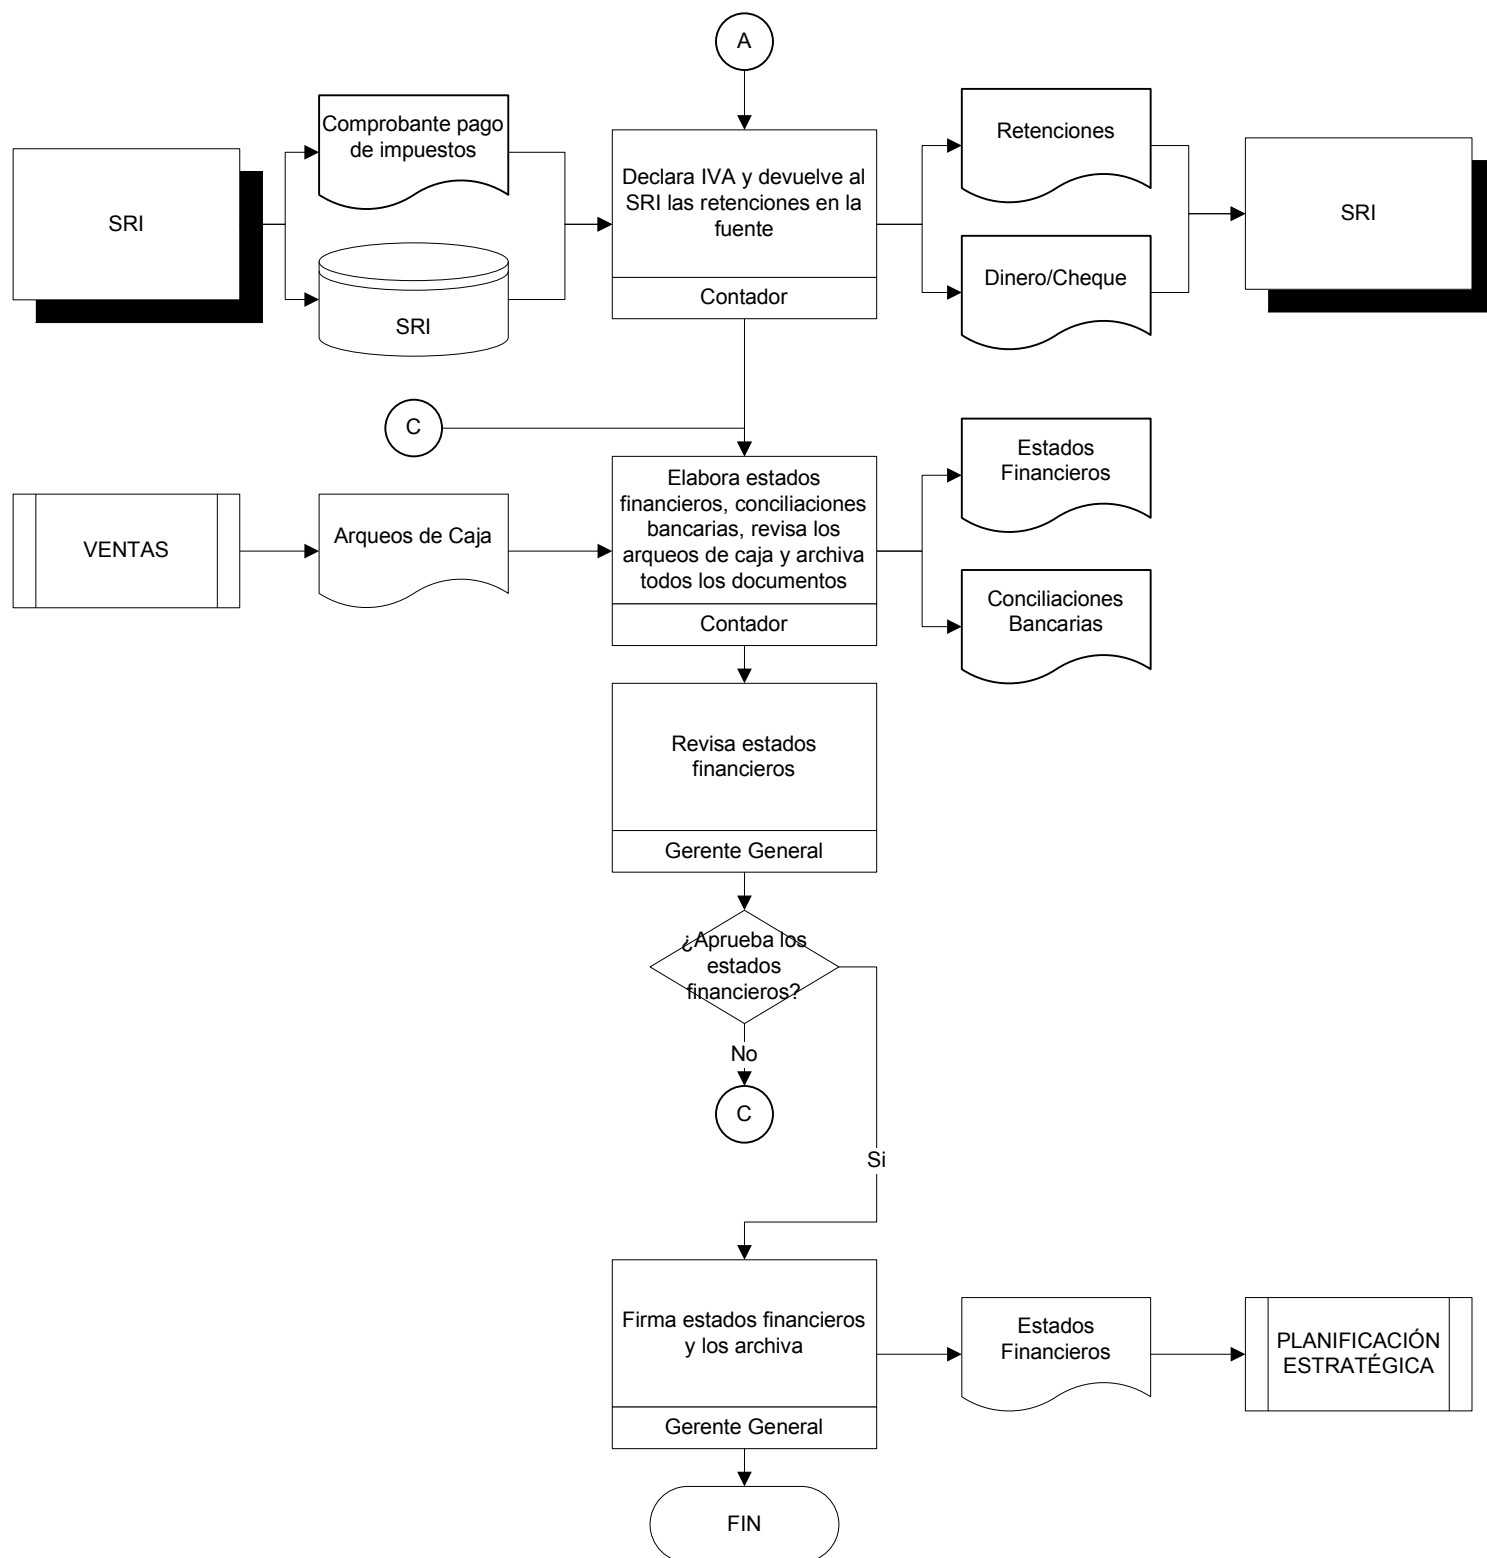 A
Comprobante pago
de impuestos
Retenciones
SRI
Declara IVA y devuelve al
SRI las retenciones en la
fuente
SRI
SRI
Contador
Dinero/Cheque
C
Estados
Financieros
VENTAS
Arqueos de Caja
Elabora estados
financieros, conciliaciones
bancarias, revisa los
arqueos de caja y archiva
todos los documentos
Contador
Conciliaciones
Bancarias
Revisa estados
financieros
Gerente General
¿Aprueba los
estados
financieros?
No
C
Si
Firma estados financieros
y los archiva
Gerente General
Estados
Financieros
PLANIFICACIÓN
ESTRATÉGICA
FIN